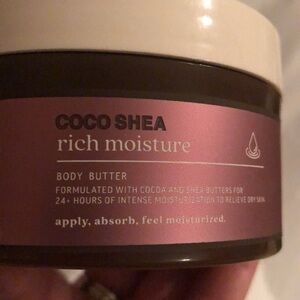 COCO SHEA
rich moisture
BODY BUTTER
FORMULATED WITH COCOA AND SHEA BUTTERS FOR
24+ HOURS OF INTENSE MOISTURIZATION TO RELIEVE DRY SKIN
apply, absorb, feel moisturized.